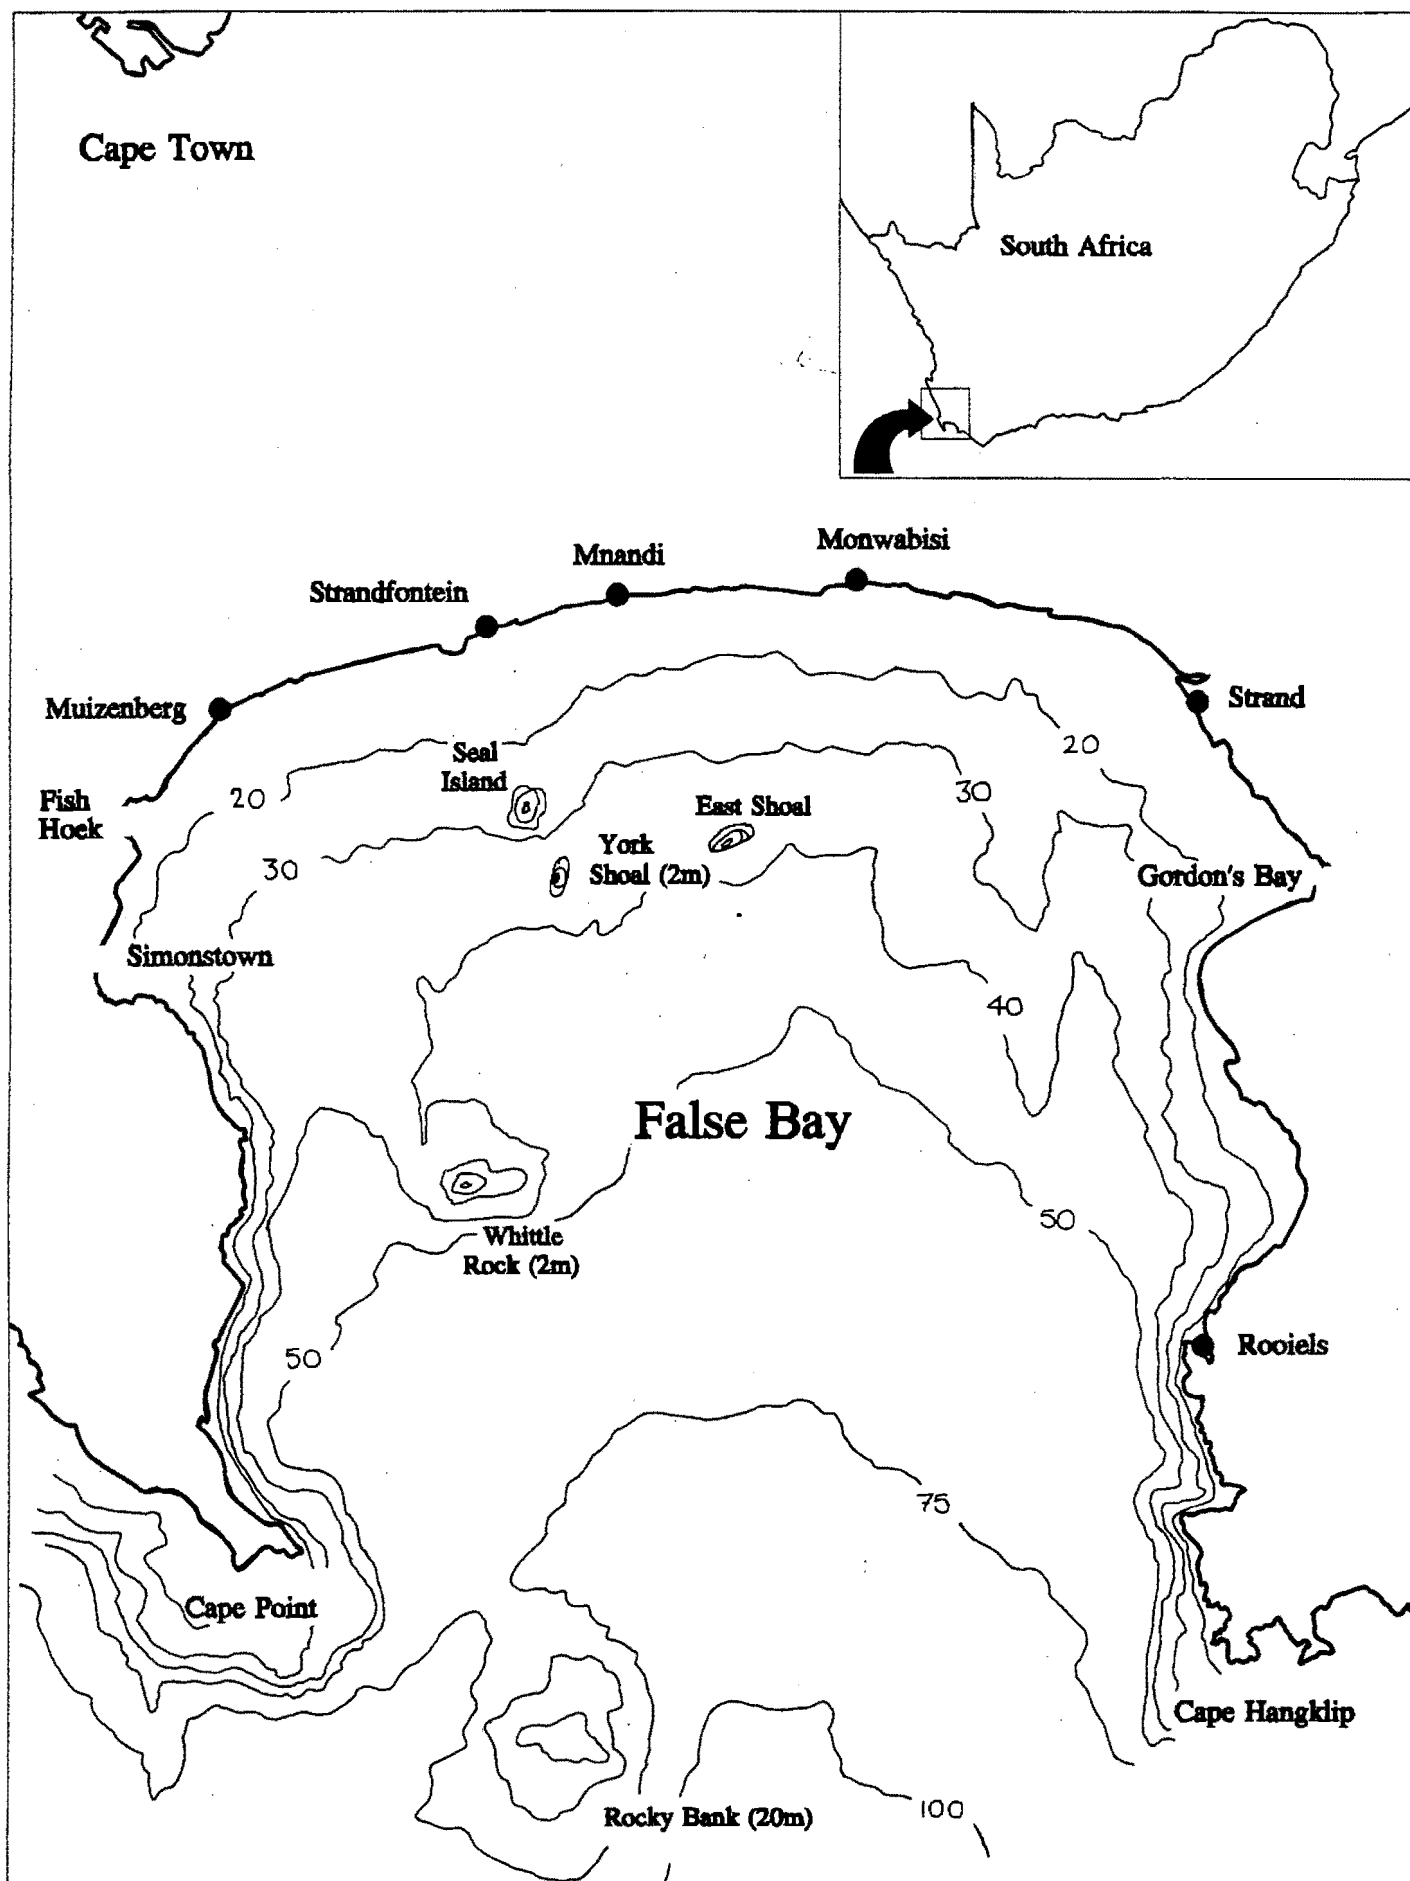 Cape Town
South Africa
Monwabisi
Mnandi
Strandfontein
Muizenberg
Strand
20
Seal
Island
20
30
Fish
Hoek
East Shoal
York
Shoal (2m)
30
Gordon's Bay
Simonstown
40
False Bay
50
Whittle
Rock (2m)
Rooiels
50
75
Cape Point
Cape Hangklip
100
Rocky Bank (20m)